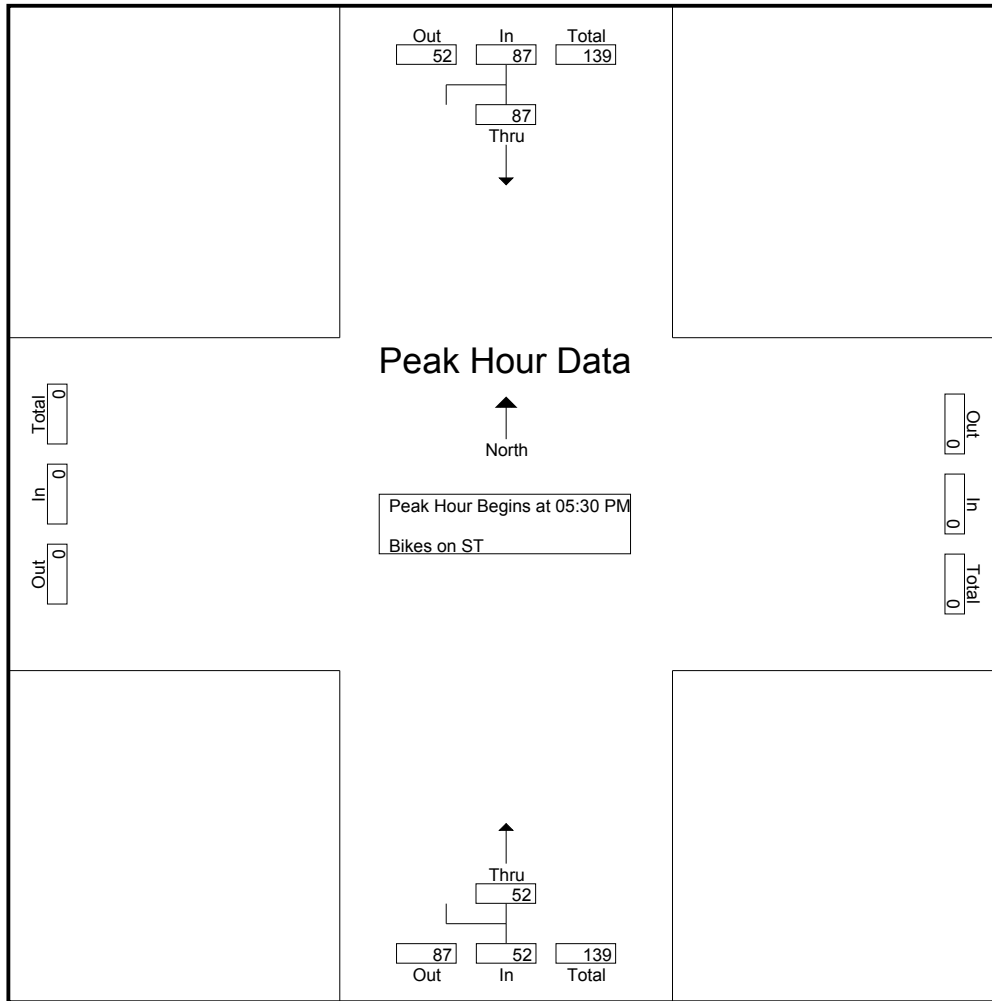 Out In Total
52 87 139
87
Thru
Peak Hour Data
North
Peak Hour Begins at 05:30 PM
Bikes on ST
Total 0
In 0
Out 0
Out 0
In 0
Total 0
Thru
52
87 52 139
Out In Total